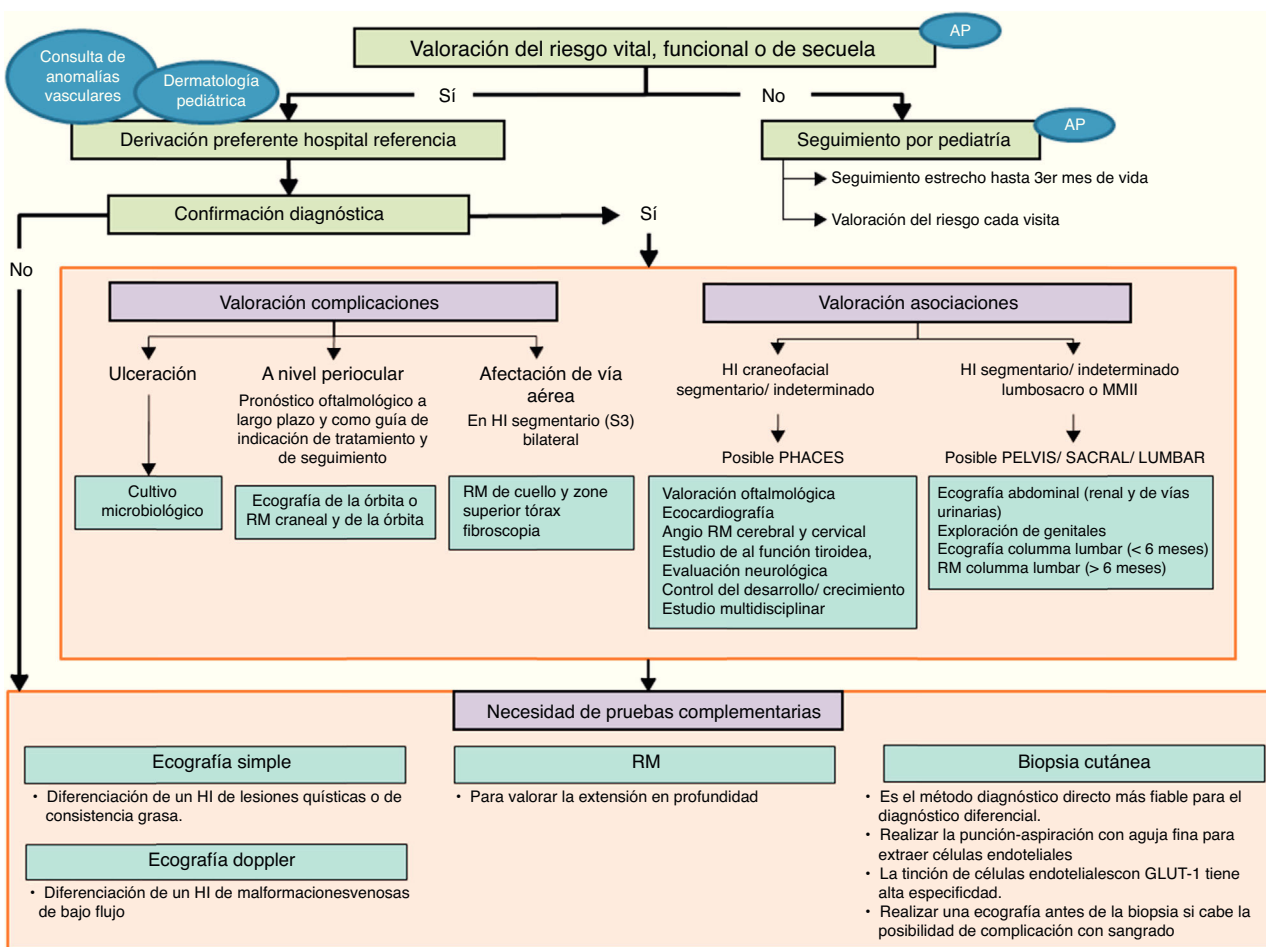 Valoración del riesgo vital, funcional o de secuela
AP
Consulta de
anomalías
vasculares
Dermatología
pediátrica
Sí
No
Derivación preferente hospital referencia
Seguimiento por pediatría
AP
Seguimiento estrecho hasta 3er mes de vida
Valoración del riesgo cada visita
Confirmación diagnóstica
Sí
No
Valoración complicaciones
Valoración asociaciones
Ulceración
A nivel periocular
Pronóstico oftalmológico a
largo plazo y como guía de
indicación de tratamiento y
de seguimiento
Afectación de vía
aérea
En HI segmentario (S3)
bilateral
HI craneofacial
segmentario/ indeterminado
HI segmentario/ indeterminado
lumbosacro o MMII
Posible PHACES
Posible PELVIS/ SACRAL/ LUMBAR
Cultivo
microbiológico
Ecografía de la órbita o
RM craneal y de la órbita
RM de cuello y zone
superior tórax
fibroscopia
Valoración oftalmológica
Ecocardiografía
Angio RM cerebral y cervical
Estudio de al función tiroidea,
Evaluación neurológica
Control del desarrollo/ crecimiento
Estudio multidisciplinar
Ecografía abdominal (renal y de vías
urinarias)
Exploración de genitales
Ecografía columma lumbar (< 6 meses)
RM columma lumbar (> 6 meses)
Necesidad de pruebas complementarias
Ecografía simple
• Diferenciación de un HI de lesiones quísticas o de
consistencia grasa.
Ecografía doppler
• Diferenciación de un HI de malformacionesvenosas
de bajo flujo
RM
• Para valorar la extensión en profundidad
Biopsia cutánea
• Es el método diagnóstico directo más fiable para el
diagnóstico diferencial.
• Realizar la punción-aspiración con aguja fina para
extraer células endoteliales
• La tinción de células endotelialescon GLUT-1 tiene
alta especificdad.
• Realizar una ecografía antes de la biopsia si cabe la
posibilidad de complicación con sangrado